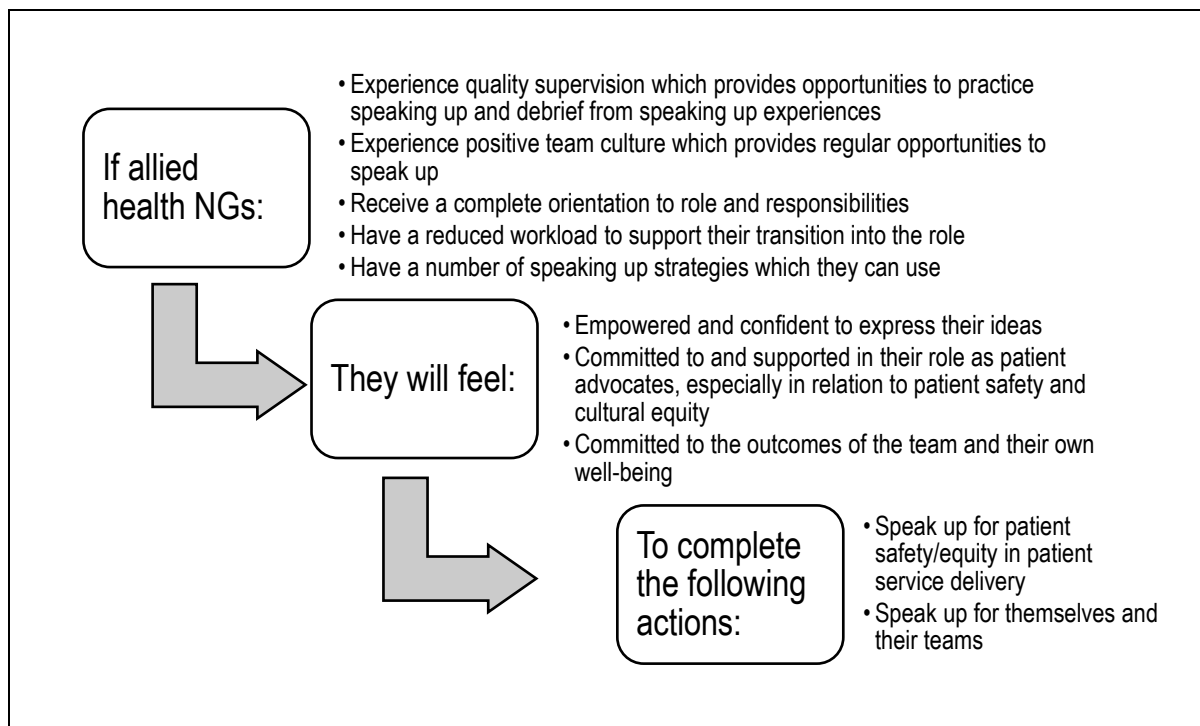 If allied
health NGs:
• Experience quality supervision which provides opportunities to practice
speaking up and debrief from speaking up experiences
• Experience positive team culture which provides regular opportunities to
speak up
• Receive a complete orientation to role and responsibilities
• Have a reduced workload to support their transition into the role
• Have a number of speaking up strategies which they can use
They will feel:
• Empowered and confident to express their ideas
• Committed to and supported in their role as patient
advocates, especially in relation to patient safety and
cultural equity
• Committed to the outcomes of the team and their own
well-being
To complete
the following
actions:
• Speak up for patient
safety/equity in patient
service delivery
• Speak up for themselves and
their teams